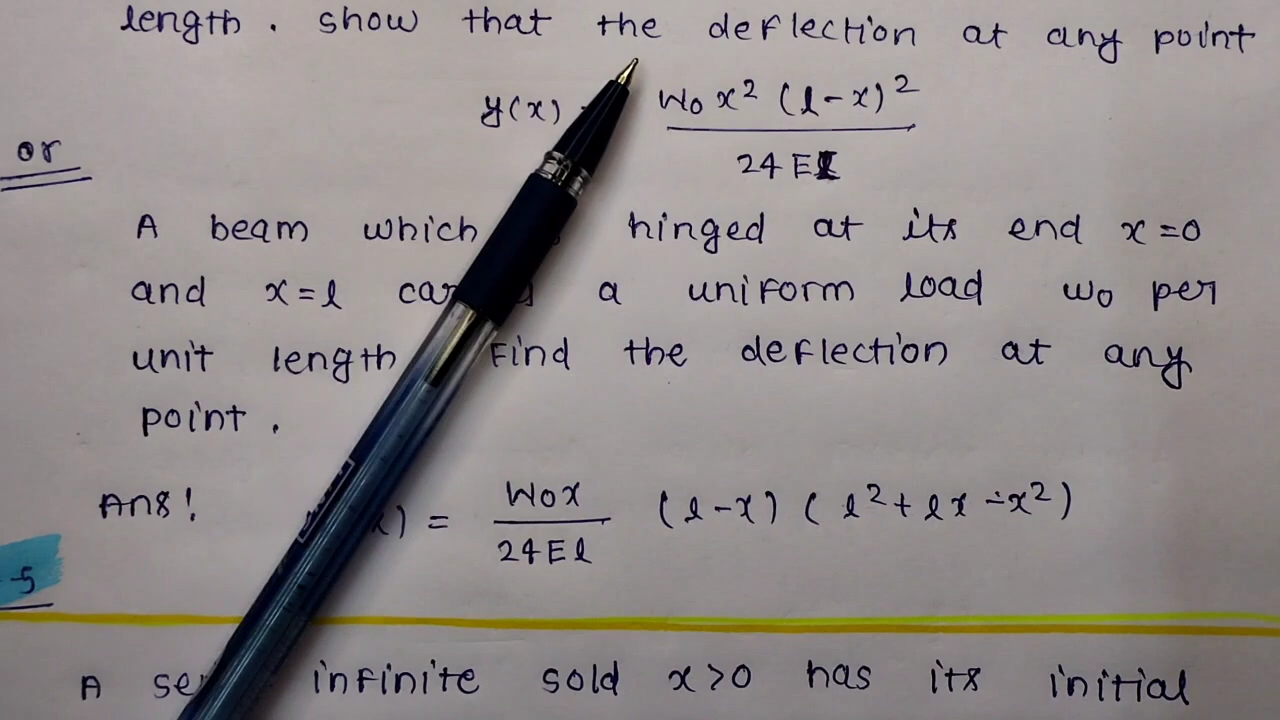 length . show that the deflection at any point
y(x) W₀ x² (l-x)² / 24 EI
or
A beam which hinged at its end x=0
and x=l a uniform load w₀ per
unit length Find the deflection at any
point .
Ans! = W₀x / 24El (l-x) ( l²+lx-x²)
5
A infinite sold x>0 has its initial